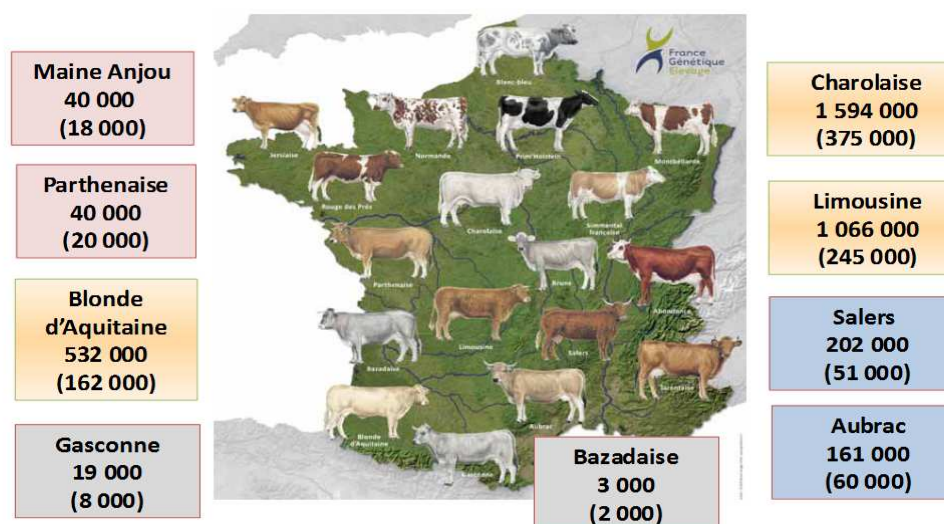 Maine Anjou
40 000
(18 000)
Parthenaise
40 000
(20 000)
Blonde
d'Aquitaine
532 000
(162 000)
Gasconne
19 000
(8 000)
France
Génétique
Elevage
Blanc-bleu
Jersiaise
Normande
Prim'Holstein
Montbéliarde
Rouge des Prés
Charolaise
Simmental
française
Parthenaise
Brune
Abondance
Limousine
Salers
Bazadaise
Tarentaise
Aubrac
Blonde
d'Aquitaine
Gasconne
Bazadaise
3 000
(2 000)
Charolaise
1 594 000
(375 000)
Limousine
1 066 000
(245 000)
Salers
202 000
(51 000)
Aubrac
161 000
(60 000)